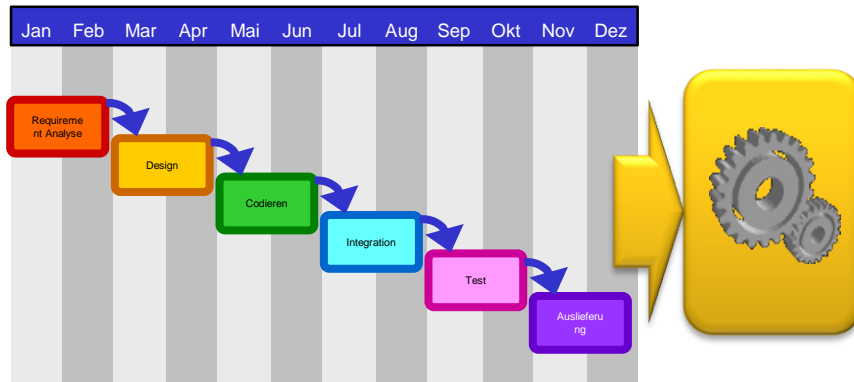 Jan Feb Mar Apr Mai Jun Jul Aug Sep Okt Nov Dez
Requireme
nt Analyse
Design
Codieren
Integration
Test
Auslieferu
ng